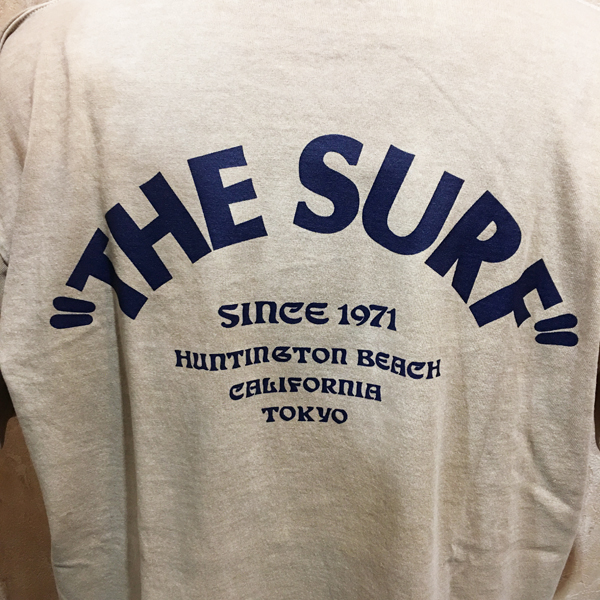 "THE SURF"
SINCE 1971
HUNTINGTON BEACH
CALIFORNIA
TOKYO